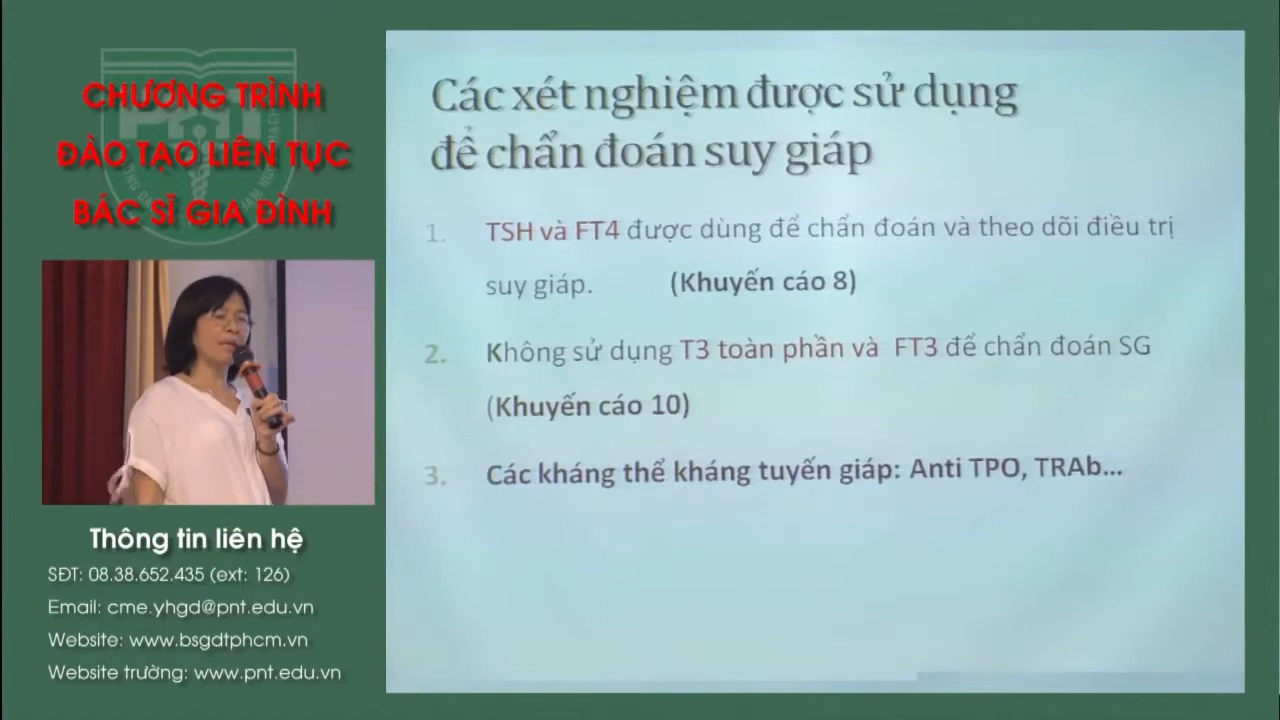 CHƯƠNG TRÌNH
ĐÀO TẠO LIÊN TỤC
BÁC SĨ GIA ĐÌNH
Thông tin liên hệ
SĐT: 08.38.652.435 (ext: 126)
Email: cme.yhgd@pnt.edu.vn
Website: www.bsgdtphcm.vn
Website trường: www.pnt.edu.vn
Các xét nghiệm được sử dụng
để chẩn đoán suy giáp
1. TSH và FT4 được dùng để chẩn đoán và theo dõi điều trị
suy giáp. (Khuyến cáo 8)
2. Không sử dụng T3 toàn phần và FT3 để chẩn đoán SG
(Khuyến cáo 10)
3. Các kháng thể kháng tuyến giáp: Anti TPO, TRAb...